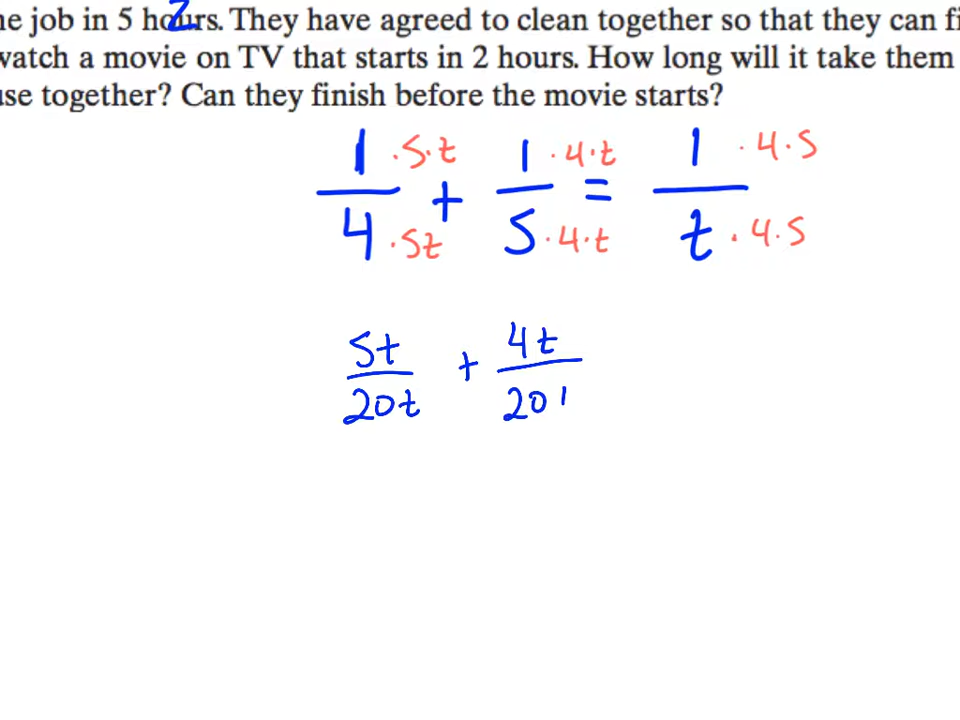 he job in 5 hours. They have agreed to clean together so that they can fi
watch a movie on TV that starts in 2 hours. How long will it take them
use together? Can they finish before the movie starts?
1 · 5 · t   1 · 4 · t   1 · 4 · 5
+ =
4 · 5t   5 · 4 · t   t · 4 · 5
5t + 4t
20t   20